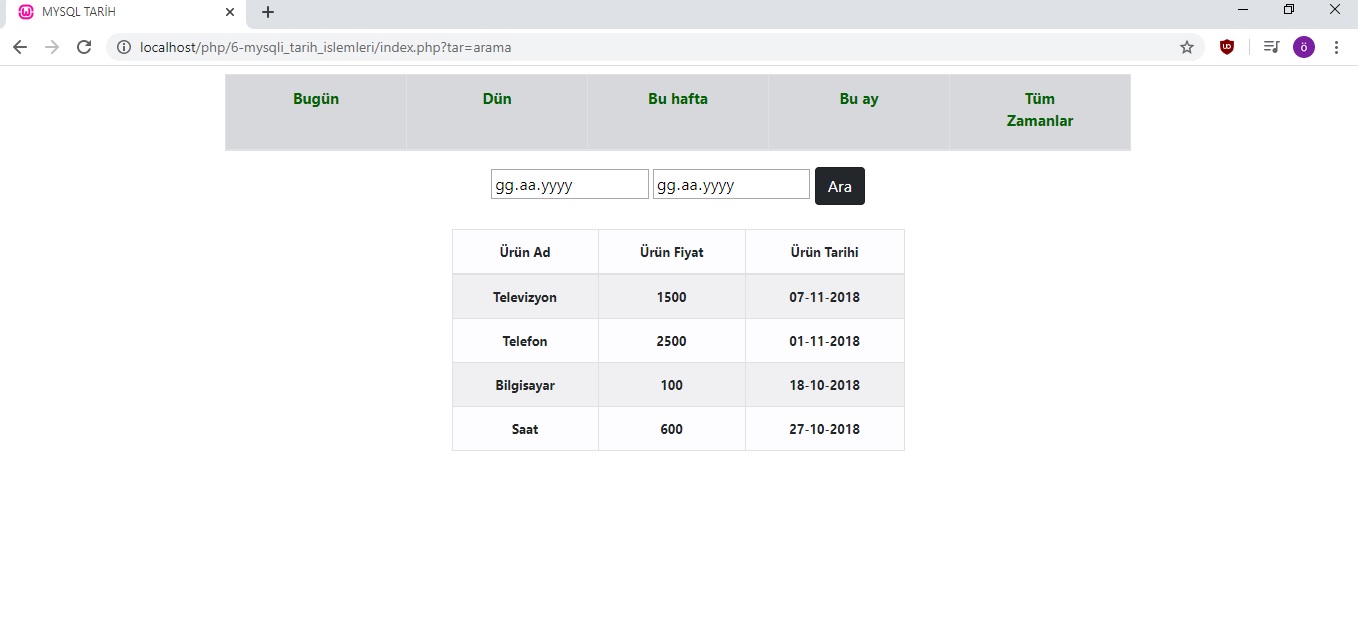 MYSQL TARİH
localhost/php/6-mysqli_tarih_islemleri/index.php?tar=arama
ö
Bugün Dün Bu hafta Bu ay Tüm Zamanlar
gg.aa.yyyy gg.aa.yyyy Ara
Ürün Ad Ürün Fiyat Ürün Tarihi
Televizyon 1500 07-11-2018
Telefon 2500 01-11-2018
Bilgisayar 100 18-10-2018
Saat 600 27-10-2018